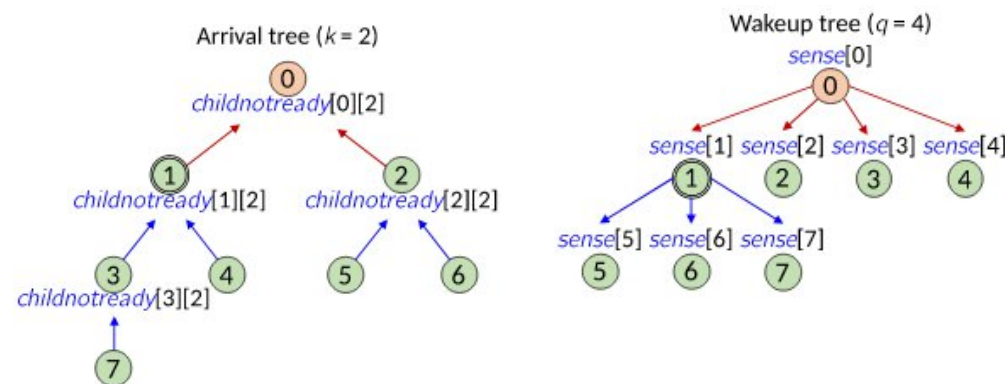 Arrival tree (k = 2)
0
childnotready[0][2]
1
2
childnotready[1][2]
childnotready[2][2]
3
4
5
6
childnotready[3][2]
7
Wakeup tree (q = 4)
sense[0]
0
sense[1] sense[2] sense[3] sense[4]
1
2
3
4
sense[5] sense[6] sense[7]
5
6
7